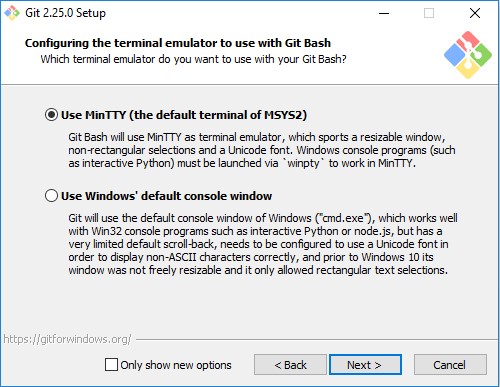 Git 2.25.0 Setup
Configuring the terminal emulator to use with Git Bash
Which terminal emulator do you want to use with your Git Bash?
Use MinTTY (the default terminal of MSYS2)
Git Bash will use MinTTY as terminal emulator, which sports a resizable window,
non-rectangular selections and a Unicode font. Windows console programs (such
as interactive Python) must be launched via `winpty` to work in MinTTY.
Use Windows' default console window
Git will use the default console window of Windows ("cmd.exe"), which works well
with Win32 console programs such as interactive Python or node.js, but has a
very limited default scroll-back, needs to be configured to use a Unicode font in
order to display non-ASCII characters correctly, and prior to Windows 10 its
window was not freely resizable and it only allowed rectangular text selections.
https://gitforwindows.org/
Only show new options
< Back
Next >
Cancel